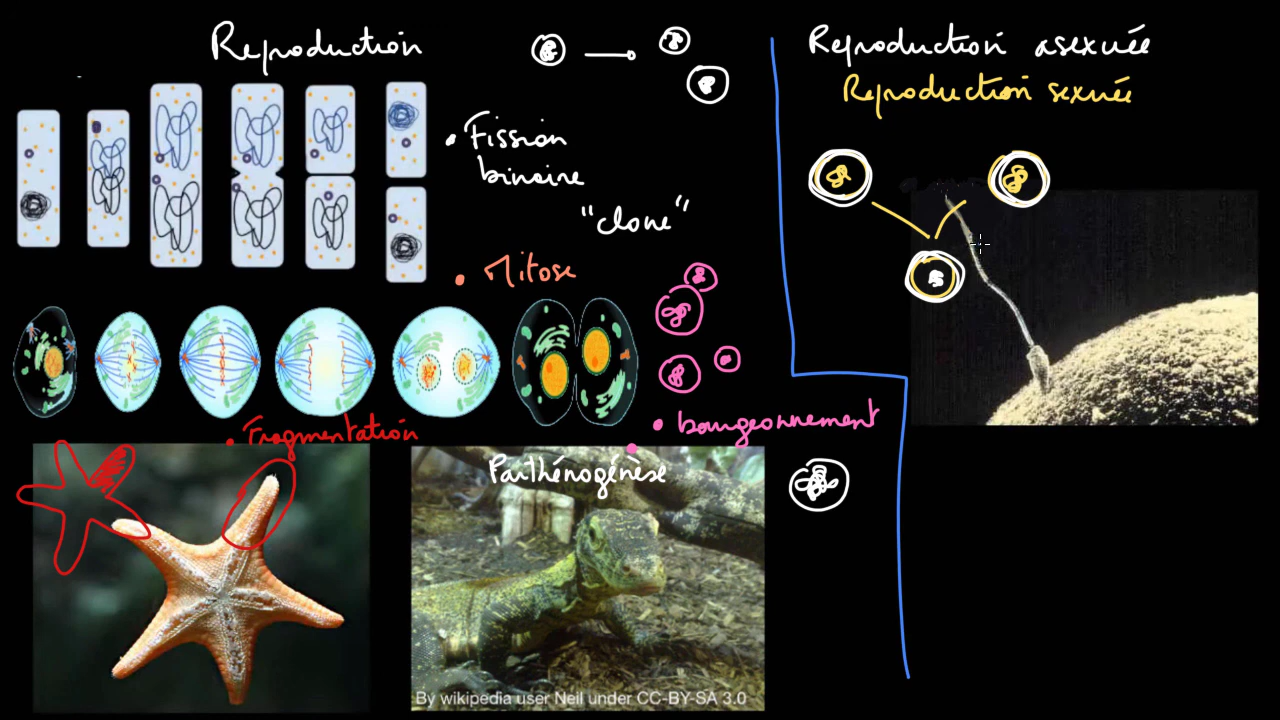 Reproduction
• Fission
binaire
"clone"
• Mitose
• bourgeonnement
• Fragmentation
Parthénogénèse
By wikipedia user Neil under CC-BY-SA 3.0
Reproduction asexuée
Reproduction sexuée